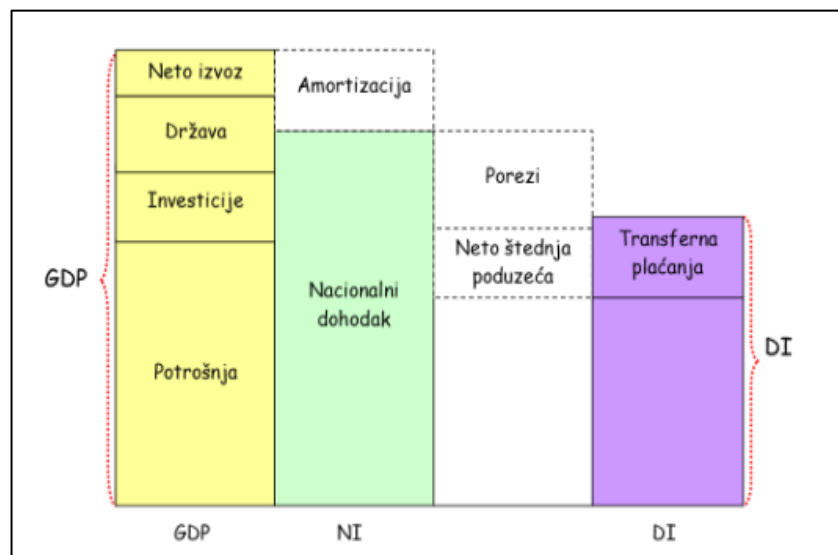 Neto izvoz
Država
Investicije
Potrošnja
GDP
Amortizacija
Nacionalni
dohodak
Porezi
Neto štednja
poduzeća
Transferna
plaćanja
DI
GDP
NI
DI